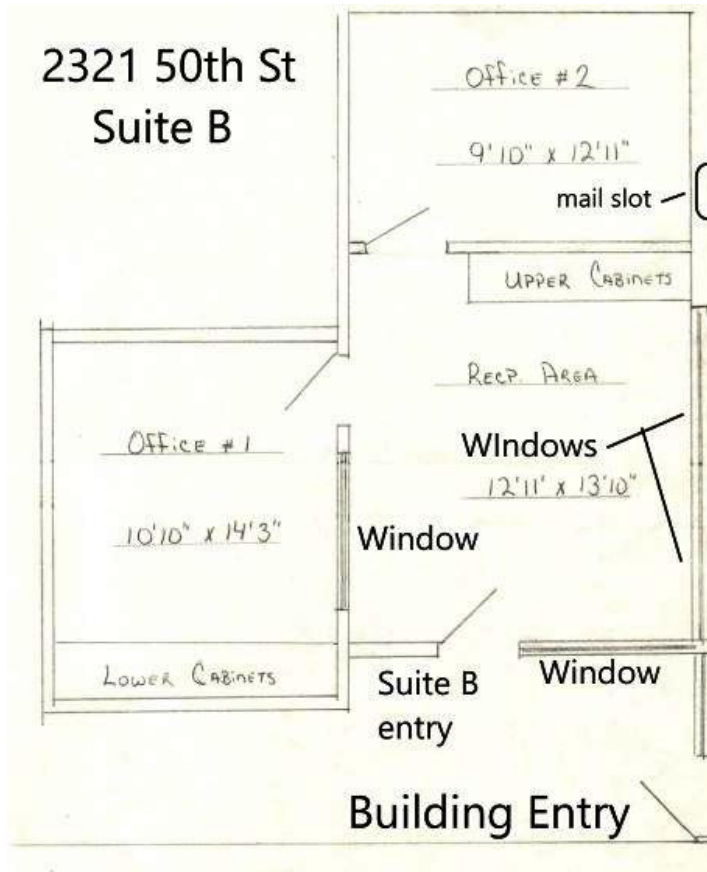 2321 50th St
Suite B
Office #2
9'10" x 12'11"
mail slot
Upper Cabinets
Recp. Area
Office #1
WIndows
12'11' x 13'10"
10'10" x 14'3"
Window
Lower Cabinets
Suite B
entry
Window
Building Entry